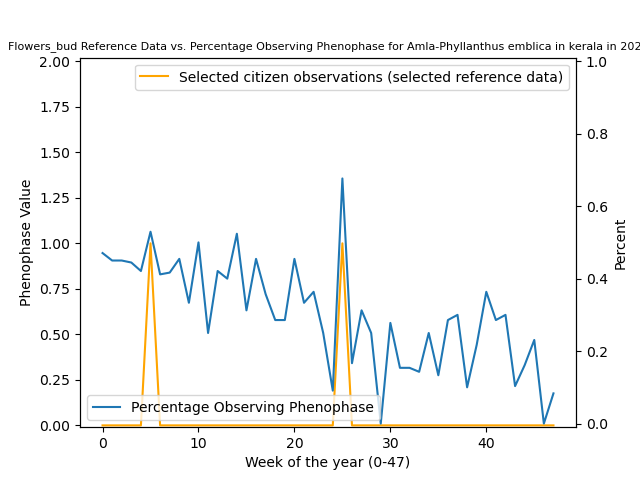 Flowers_bud Reference Data vs. Percentage Observing Phenophase for Amla-Phyllanthus emblica in kerala in 202
2.00
1.75
1.50
1.25
1.00
0.75
0.50
0.25
0.00
Phenophase Value
Selected citizen observations (selected reference data)
Percentage Observing Phenophase
1.0
0.8
0.6
0.4
0.2
0.0
Percent
0 10 20 30 40
Week of the year (0-47)